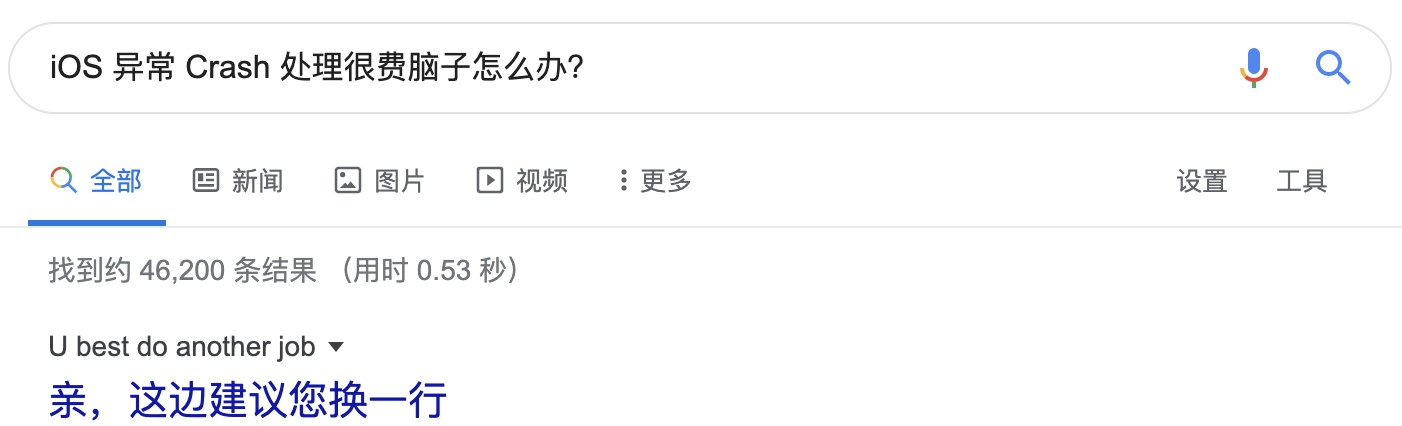 iOS 异常 Crash 处理很费脑子怎么办?
全部 新闻 图片 视频 更多 设置 工具
找到约 46,200 条结果 （用时 0.53 秒）
U best do another job
亲，这边建议您换一行